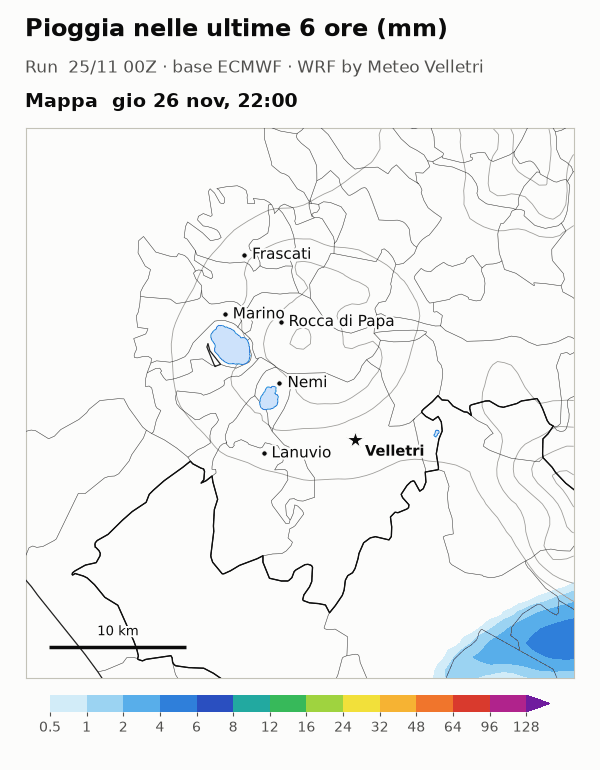 Pioggia nelle ultime 6 ore (mm)
Run  25/11 00Z · base ECMWF · WRF by Meteo Velletri
Mappa  gio 26 nov, 22:00
Frascati
Marino
Rocca di Papa
Nemi
Velletri
Lanuvio
10 km
0.5 1 2 4 6 8 12 16 24 32 48 64 96 128